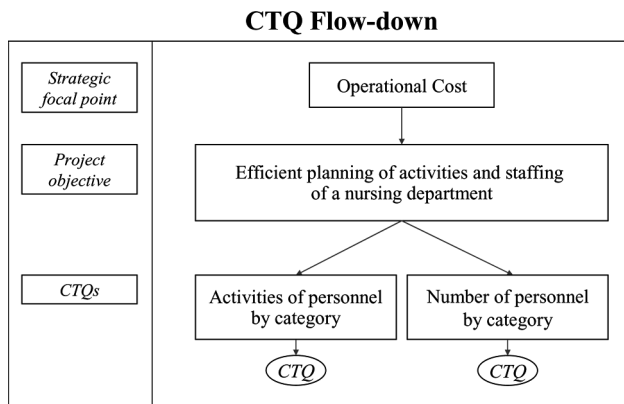 CTQ Flow-down
Strategic
focal point
Operational Cost
Project
objective
Efficient planning of activities and staffing
of a nursing department
CTQs
Activities of personnel
by category
Number of personnel
by category
CTQ
CTQ